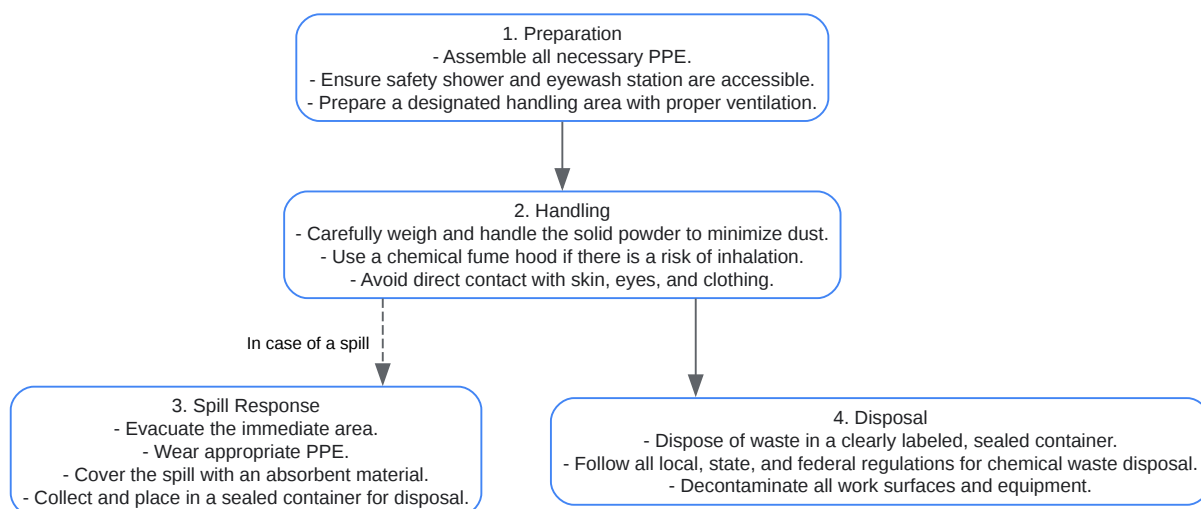 1. Preparation
- Assemble all necessary PPE.
- Ensure safety shower and eyewash station are accessible.
- Prepare a designated handling area with proper ventilation.
2. Handling
- Carefully weigh and handle the solid powder to minimize dust.
- Use a chemical fume hood if there is a risk of inhalation.
- Avoid direct contact with skin, eyes, and clothing.
In case of a spill
3. Spill Response
- Evacuate the immediate area.
- Wear appropriate PPE.
- Cover the spill with an absorbent material.
- Collect and place in a sealed container for disposal.
4. Disposal
- Dispose of waste in a clearly labeled, sealed container.
- Follow all local, state, and federal regulations for chemical waste disposal.
- Decontaminate all work surfaces and equipment.